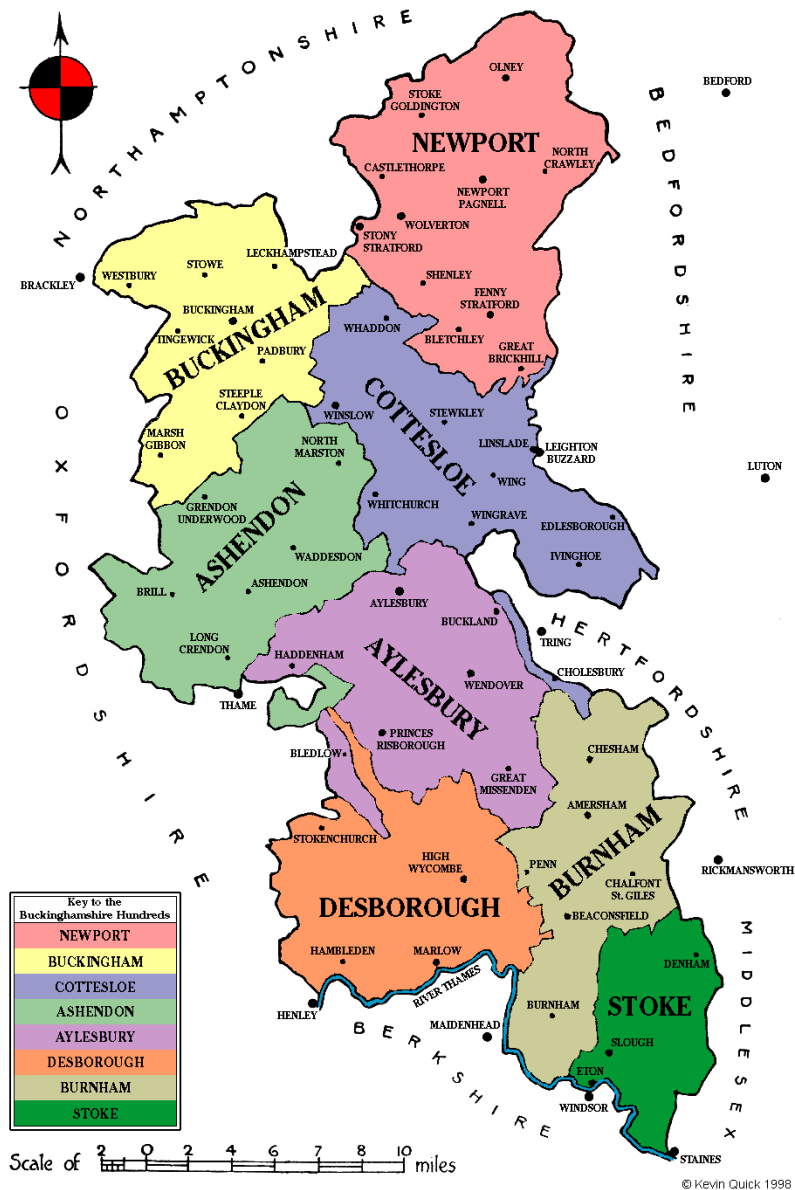 NORTHAMPTONSHIRE
BEDFORDSHIRE
OLNEY
BEDFORD
STOKE
GOLDINGTON
NEWPORT
NORTH
CRAWLEY
CASTLETHORPE
NEWPORT
PAGNELL
WOLVERTON
STONY
STRATFORD
LECKHAMPSTEAD
STOWE
WESTBURY
BRACKLEY
SHENLEY
FENNY
STRATFORD
BUCKINGHAM
WHADDON
BLETCHLEY
TINGEWICK
BUCKINGHAM
PADBURY
GREAT
BRICKHILL
STEEPLE
CLAYDON
COTTESLOE
WINSLOW
STEWKLEY
OXFORDSHIRE
MARSH
GIBBON
NORTH
MARSTON
LINSLADE
LEIGHTON
BUZZARD
LUTON
WING
WHITCHURCH
GRENDON
UNDERWOOD
ASHENDON
WINGRAVE
EDLESBOROUGH
WADDESDON
IVINGHOE
BRILL
ASHENDON
AYLESBURY
BUCKLAND
HERTFORDSHIRE
TRING
LONG
CRENDON
HADDENHAM
AYLESBURY
CHOLESBURY
WENDOVER
THAME
PRINCES
RISBOROUGH
BLEDLOW
CHESHAM
GREAT
MISSENDEN
AMERSHAM
STOKENCHURCH
BURNHAM
HIGH
WYCOMBE
PENN
RICKMANSWORTH
CHALFONT
St. GILES
DESBOROUGH
BEACONSFIELD
MIDDLESEX
HAMBLEDEN
MARLOW
DENHAM
RIVER THAMES
HENLEY
BURNHAM
STOKE
MAIDENHEAD
BERKSHIRE
SLOUGH
ETON
WINDSOR
STAINES
Key to the
Buckinghamshire Hundreds
NEWPORT
BUCKINGHAM
COTTESLOE
ASHENDON
AYLESBURY
DESBOROUGH
BURNHAM
STOKE
Scale of 2 0 2 4 6 7 8 10 miles
© Kevin Quick 1998